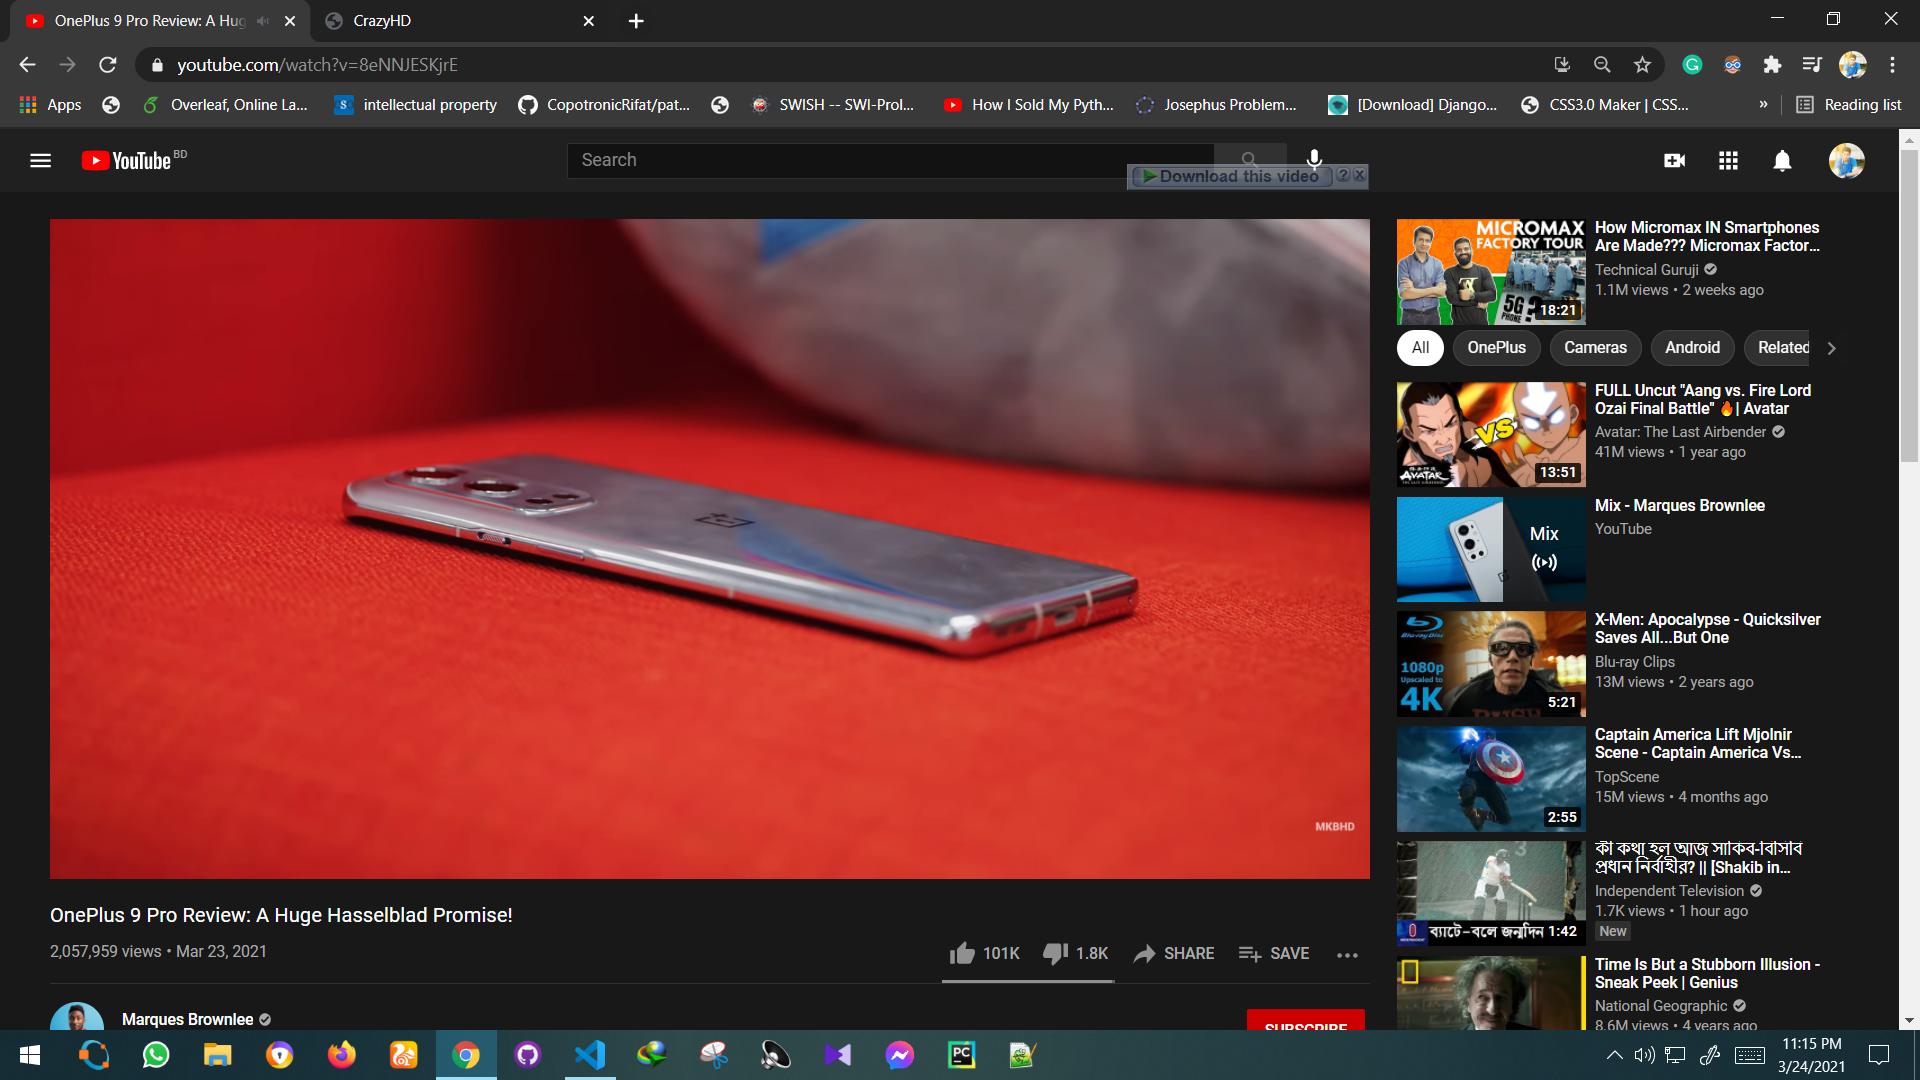 OnePlus 9 Pro Review: A Hug
CrazyHD
youtube.com/watch?v=8eNNJESKjrE
Apps
Overleaf, Online La...
intellectual property
CopotronicRifat/pat...
SWISH -- SWI-Prol...
How I Sold My Pyth...
Josephus Problem...
[Download] Django...
CSS3.0 Maker | CSS...
»
Reading list
YouTube BD
Search
Download this video
MKBHD
OnePlus 9 Pro Review: A Huge Hasselblad Promise!
2,057,959 views • Mar 23, 2021
101K
1.8K
SHARE
SAVE
Marques Brownlee
SUBSCRIBE
MICROMAX
FACTORY TOUR
5G
PHONE ?
18:21
How Micromax IN Smartphones
Are Made??? Micromax Factor...
Technical Guruji
1.1M views • 2 weeks ago
All
OnePlus
Cameras
Android
Related
VS
AVATAR
13:51
FULL Uncut "Aang vs. Fire Lord
Ozai Final Battle" 🔥| Avatar
Avatar: The Last Airbender
41M views • 1 year ago
Mix
Mix - Marques Brownlee
YouTube
Blu-ray Disc
1080p
Upscaled to
4K
RUSH
5:21
X-Men: Apocalypse - Quicksilver
Saves All...But One
Blu-ray Clips
13M views • 2 years ago
2:55
Captain America Lift Mjolnir
Scene - Captain America Vs...
TopScene
15M views • 4 months ago
3
ব্যাটে-বলে জন্মদিন
1:42
কী কথা হল আজ সাকিব-বিসিবি
প্রধান নির্বাহীর? || [Shakib in...
Independent Television
1.7K views • 1 hour ago
New
Time Is But a Stubborn Illusion -
Sneak Peek | Genius
National Geographic
8.6M views • 4 years ago
PC
11:15 PM
3/24/2021